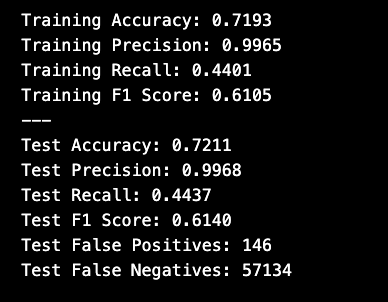 Training Accuracy: 0.7193
Training Precision: 0.9965
Training Recall: 0.4401
Training F1 Score: 0.6105
---
Test Accuracy: 0.7211
Test Precision: 0.9968
Test Recall: 0.4437
Test F1 Score: 0.6140
Test False Positives: 146
Test False Negatives: 57134